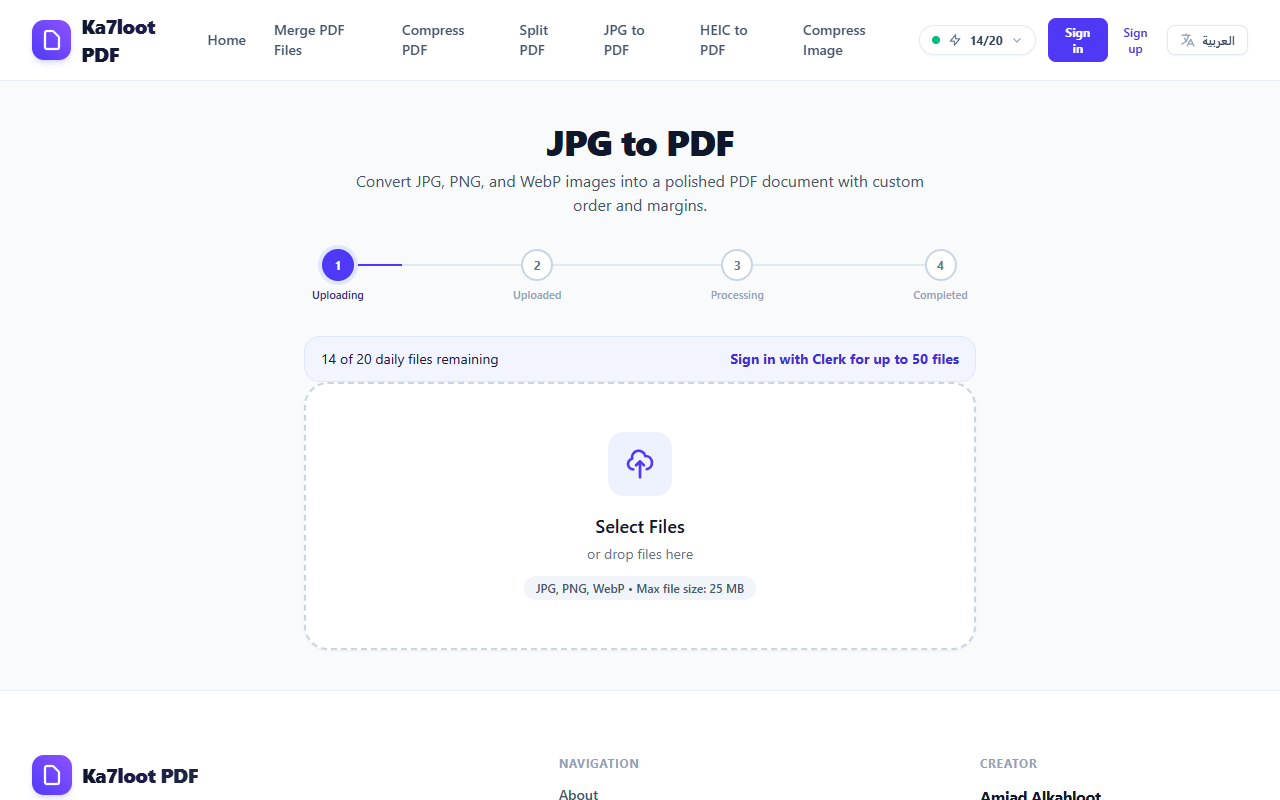 Ka7loot
PDF
Home
Merge PDF
Files
Compress
PDF
Split
PDF
JPG to
PDF
HEIC to
PDF
Compress
Image
14/20
Sign
in
Sign
up
العربية
JPG to PDF
Convert JPG, PNG, and WebP images into a polished PDF document with custom
order and margins.
1
2
3
4
Uploading
Uploaded
Processing
Completed
14 of 20 daily files remaining
Sign in with Clerk for up to 50 files
Select Files
or drop files here
JPG, PNG, WebP • Max file size: 25 MB
Ka7loot PDF
NAVIGATION
About
CREATOR
Amjad Alkahloot